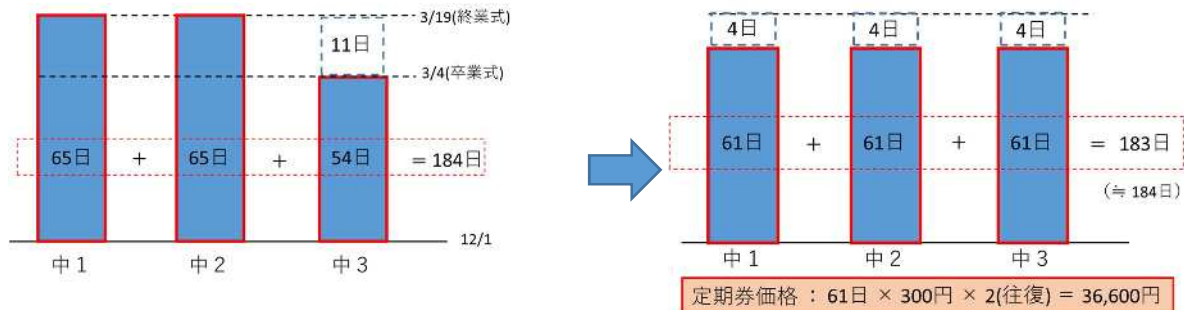 3/19(終業式)
11日
3/4(卒業式)
65日 + 65日 + 54日 = 184日
12/1
中1 中2 中3
4日 4日 4日
61日 + 61日 + 61日 = 183日
(≒ 184日)
中1 中2 中3
定期券価格 : 61日 × 300円 × 2(往復) = 36,600円